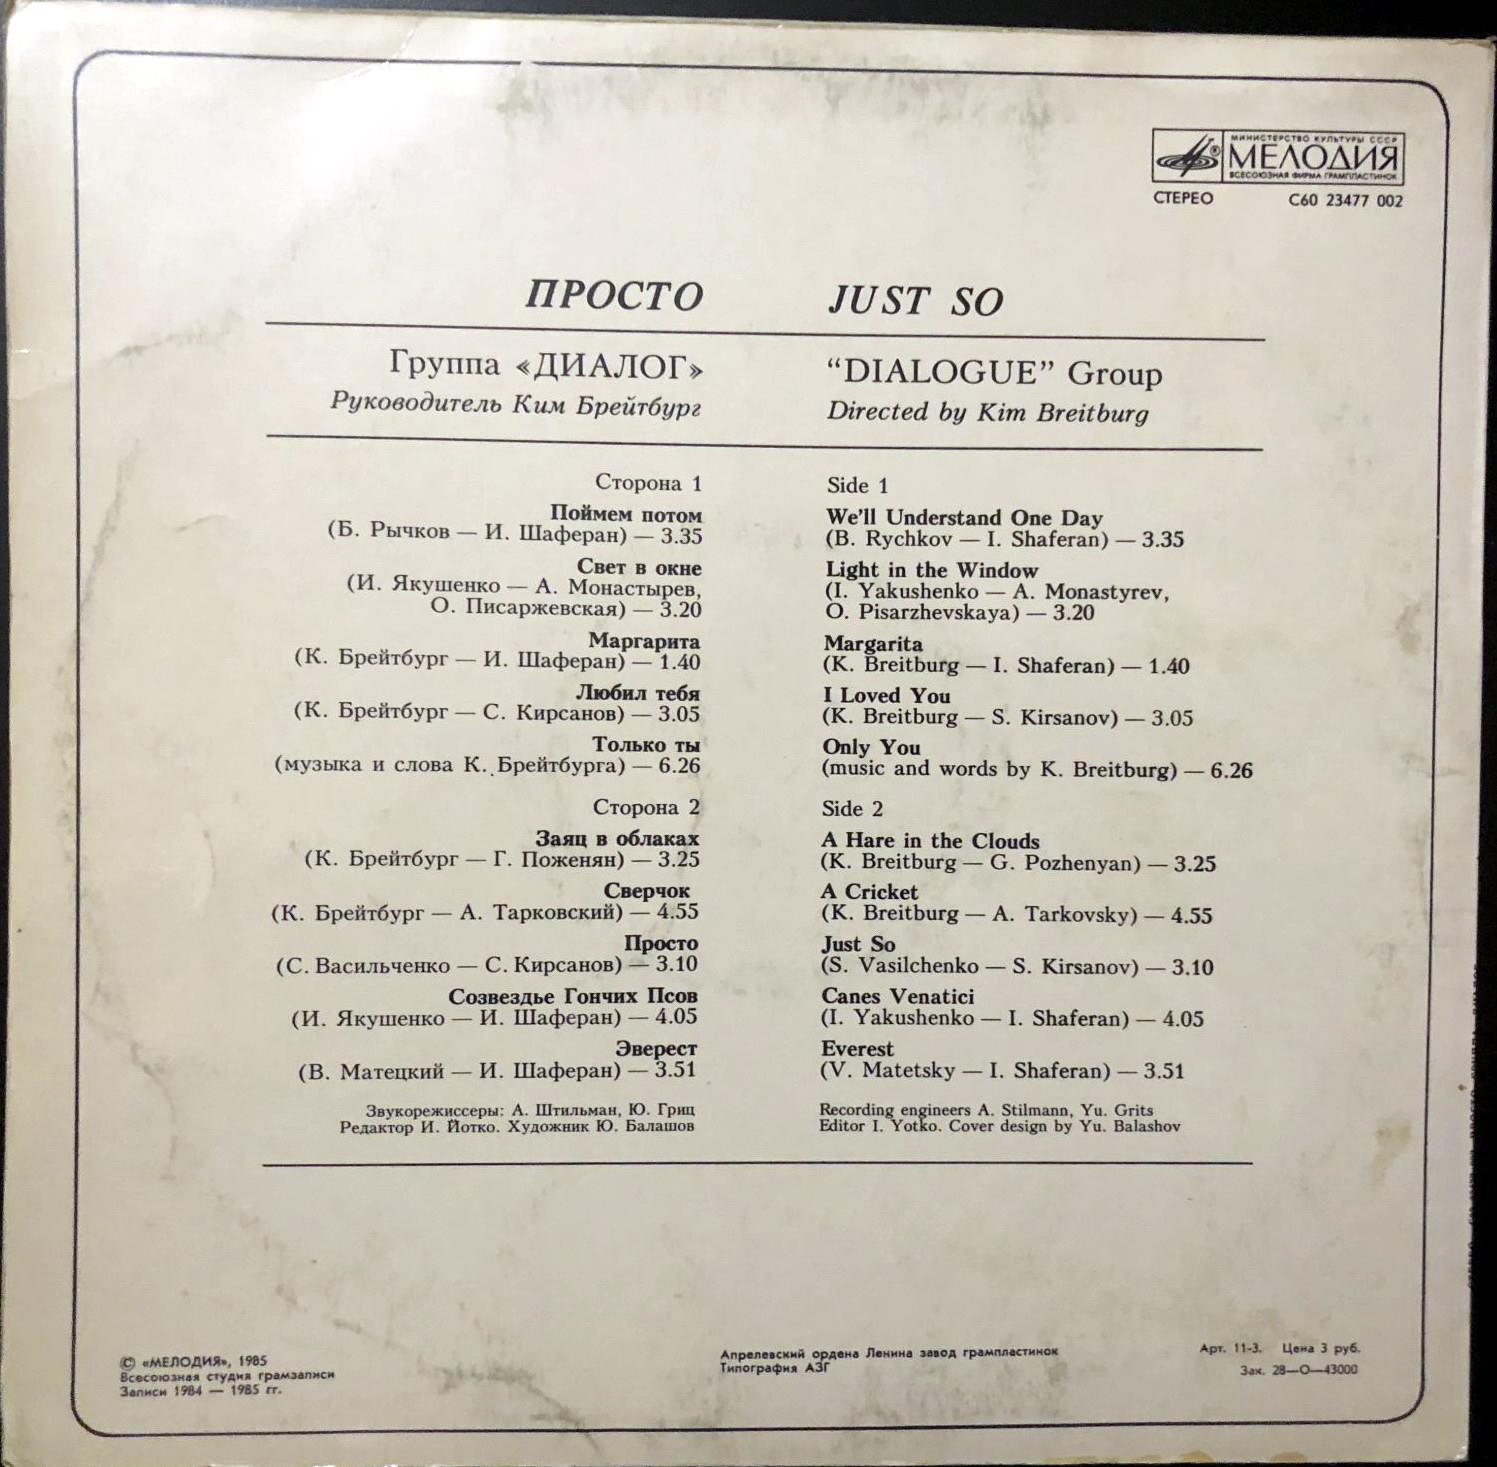 МИНИСТЕРСТВО КУЛЬТУРЫ СССР
МЕЛОДИЯ
ВСЕСОЮЗНАЯ ФИРМА ГРАМПЛАСТИНОК
СТЕРЕО С60 23477 002
ПРОСТО
Группа «ДИАЛОГ»
Руководитель Ким Брейтбург
Сторона 1
Поймем потом
(Б. Рычков — И. Шаферан) — 3.35
Свет в окне
(И. Якушенко — А. Монастырев,
О. Писаржевская) — 3.20
Маргарита
(К. Брейтбург — И. Шаферан) — 1.40
Любил тебя
(К. Брейтбург — С. Кирсанов) — 3.05
Только ты
(музыка и слова К. Брейтбурга) — 6.26
Сторона 2
Заяц в облаках
(К. Брейтбург — Г. Поженян) — 3.25
Сверчок
(К. Брейтбург — А. Тарковский) — 4.55
Просто
(С. Васильченко — С. Кирсанов) — 3.10
Созвездье Гончих Псов
(И. Якушенко — И. Шаферан) — 4.05
Эверест
(В. Матецкий — И. Шаферан) — 3.51
Звукорежиссеры: А. Штильман, Ю. Гриц
Редактор И. Йотко. Художник Ю. Балашов
JUST SO
“DIALOGUE” Group
Directed by Kim Breitburg
Side 1
We’ll Understand One Day
(B. Rychkov — I. Shaferan) — 3.35
Light in the Window
(I. Yakushenko — A. Monastyrev,
O. Pisarzhevskaya) — 3.20
Margarita
(K. Breitburg — I. Shaferan) — 1.40
I Loved You
(K. Breitburg — S. Kirsanov) — 3.05
Only You
(music and words by K. Breitburg) — 6.26
Side 2
A Hare in the Clouds
(K. Breitburg — G. Pozhenyan) — 3.25
A Cricket
(K. Breitburg — A. Tarkovsky) — 4.55
Just So
(S. Vasilchenko — S. Kirsanov) — 3.10
Canes Venatici
(I. Yakushenko — I. Shaferan) — 4.05
Everest
(V. Matetsky — I. Shaferan) — 3.51
Recording engineers A. Stilmann, Yu. Grits
Editor I. Yotko. Cover design by Yu. Balashov
© «МЕЛОДИЯ», 1985
Всесоюзная студия грамзаписи
Записи 1984 — 1985 гг.
Апрелевский ордена Ленина завод грампластинок
Типография АЗГ
Арт. 11-3. Цена 3 руб.
Зак. 28—О—43000